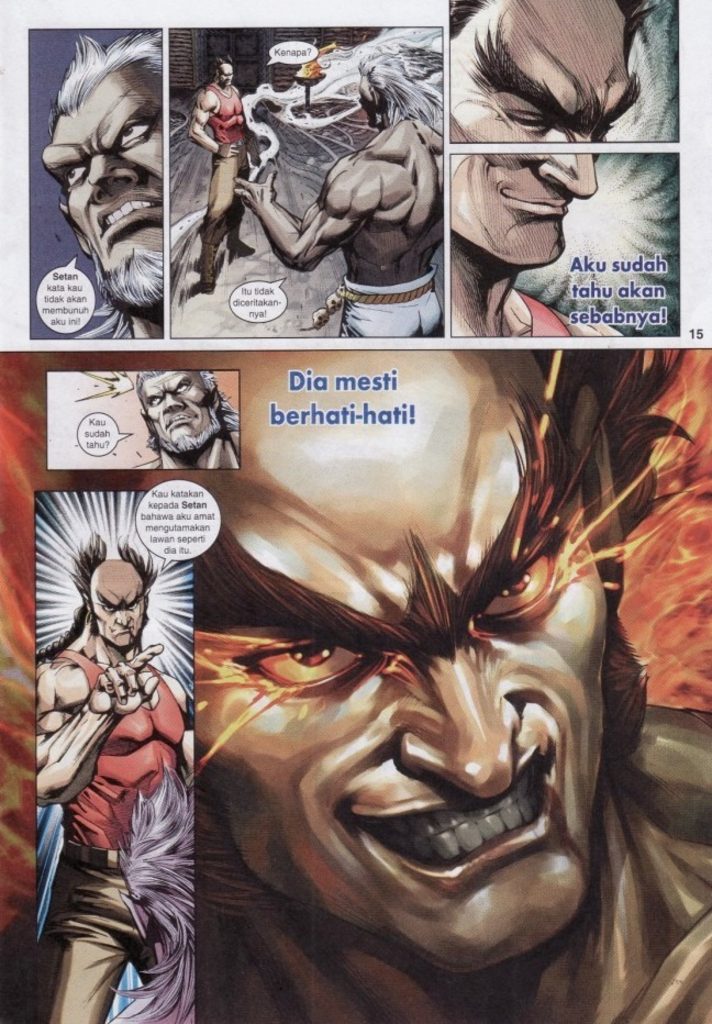 Setan
kata kau
tidak akan
membunuh
aku ini!
Kenapa?
Itu tidak
diceritakan-
nya!
Aku sudah
tahu akan
sebabnya!
15
Kau
sudah
tahu?
Dia mesti
berhati-hati!
Kau katakan
kepada Setan
bahawa aku amat
mengutamakan
lawan seperti
dia itu.